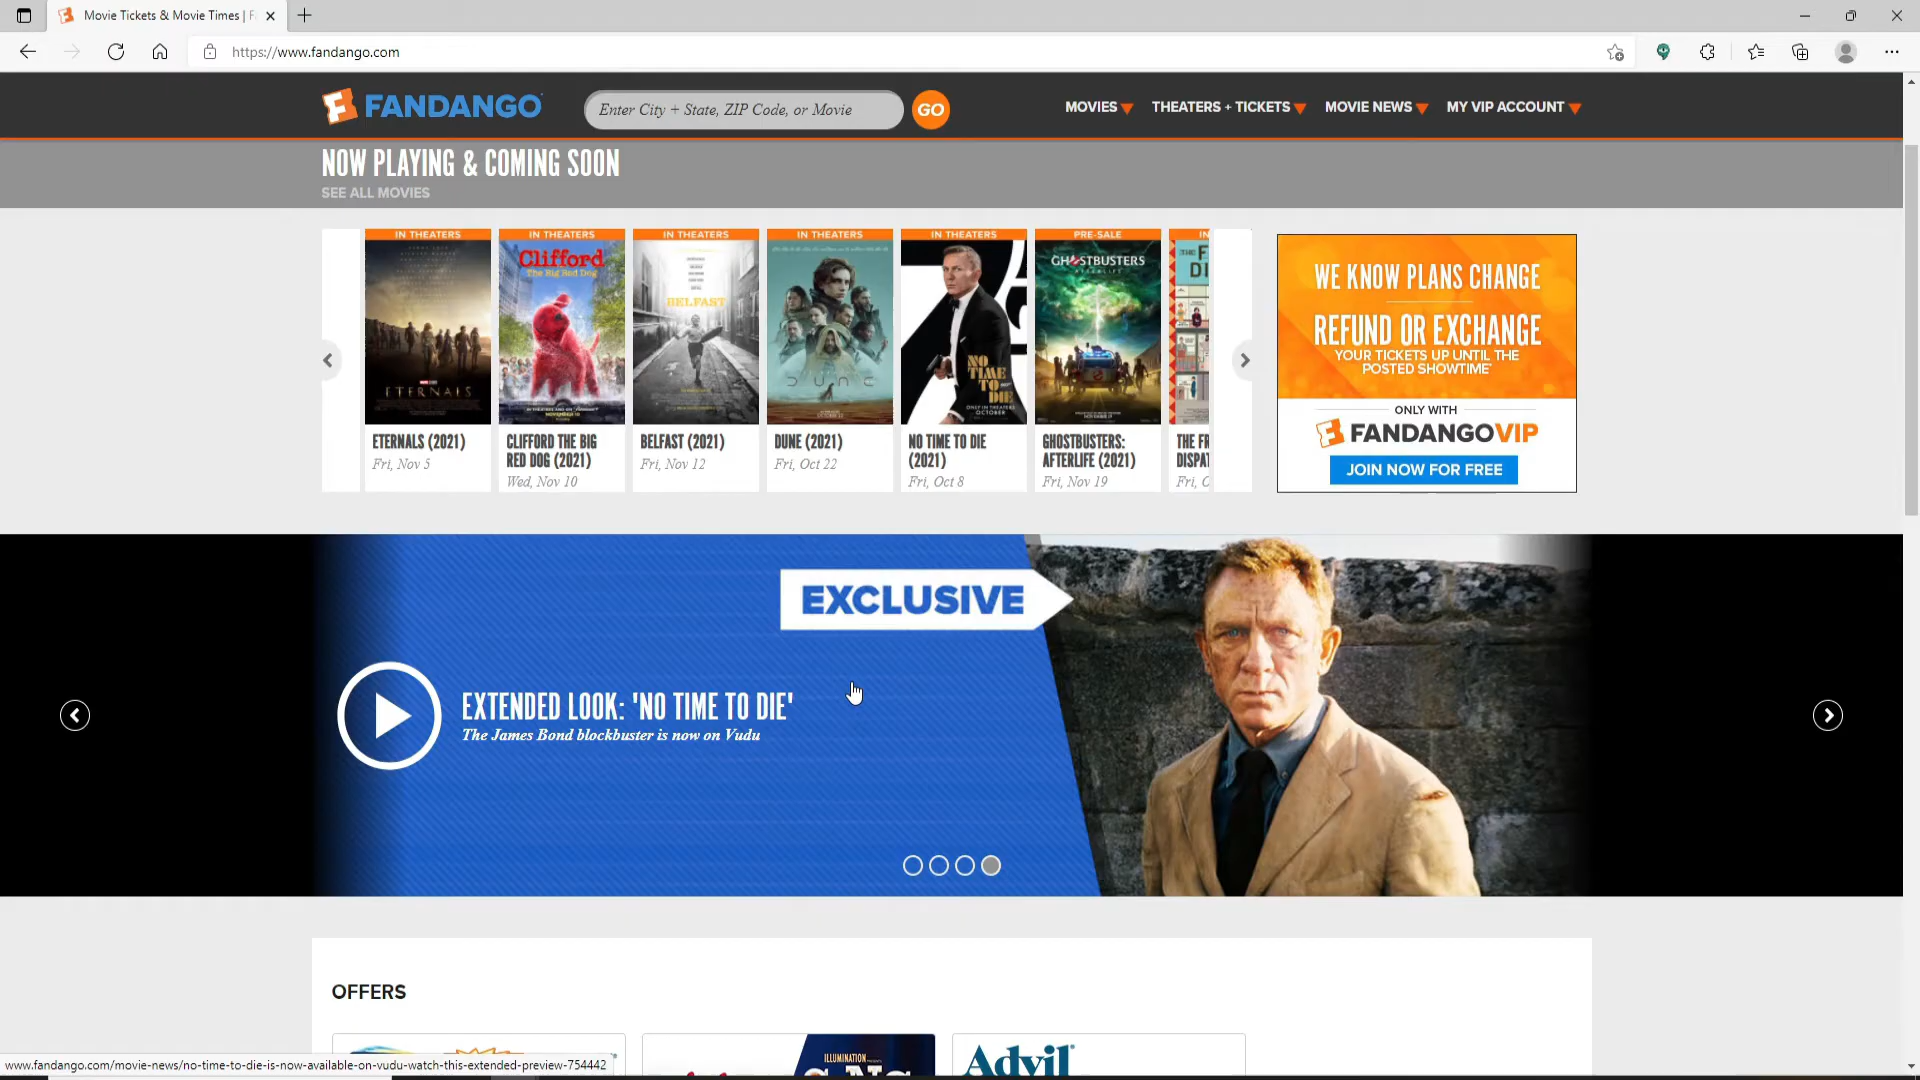 Movie Tickets & Movie Times | F
https://www.fandango.com
FANDANGO
Enter City + State, ZIP Code, or Movie
GO
MOVIES
THEATERS + TICKETS
MOVIE NEWS
MY VIP ACCOUNT
NOW PLAYING & COMING SOON
SEE ALL MOVIES
IN THEATERS
IN THEATERS
IN THEATERS
IN THEATERS
IN THEATERS
PRE-SALE
IN
ETERNALS
Clifford
The Big Red Dog
BELFAST
DUNE
NO
TIME
TO
DIE
007
GHOSTBUSTERS
AFTERLIFE
THE F
DI
ETERNALS (2021)
Fri, Nov 5
CLIFFORD THE BIG
RED DOG (2021)
Wed, Nov 10
BELFAST (2021)
Fri, Nov 12
DUNE (2021)
Fri, Oct 22
NO TIME TO DIE
(2021)
Fri, Oct 8
GHOSTBUSTERS:
AFTERLIFE (2021)
Fri, Nov 19
THE FR
DISPAT
Fri, O
WE KNOW PLANS CHANGE
REFUND OR EXCHANGE
YOUR TICKETS UP UNTIL THE
POSTED SHOWTIME*
ONLY WITH
FANDANGOVIP
JOIN NOW FOR FREE
EXCLUSIVE
EXTENDED LOOK: 'NO TIME TO DIE'
The James Bond blockbuster is now on Vudu
OFFERS
ILLUMINATION
Advil
www.fandango.com/movie-news/no-time-to-die-is-now-available-on-vudu-watch-this-extended-preview-754442